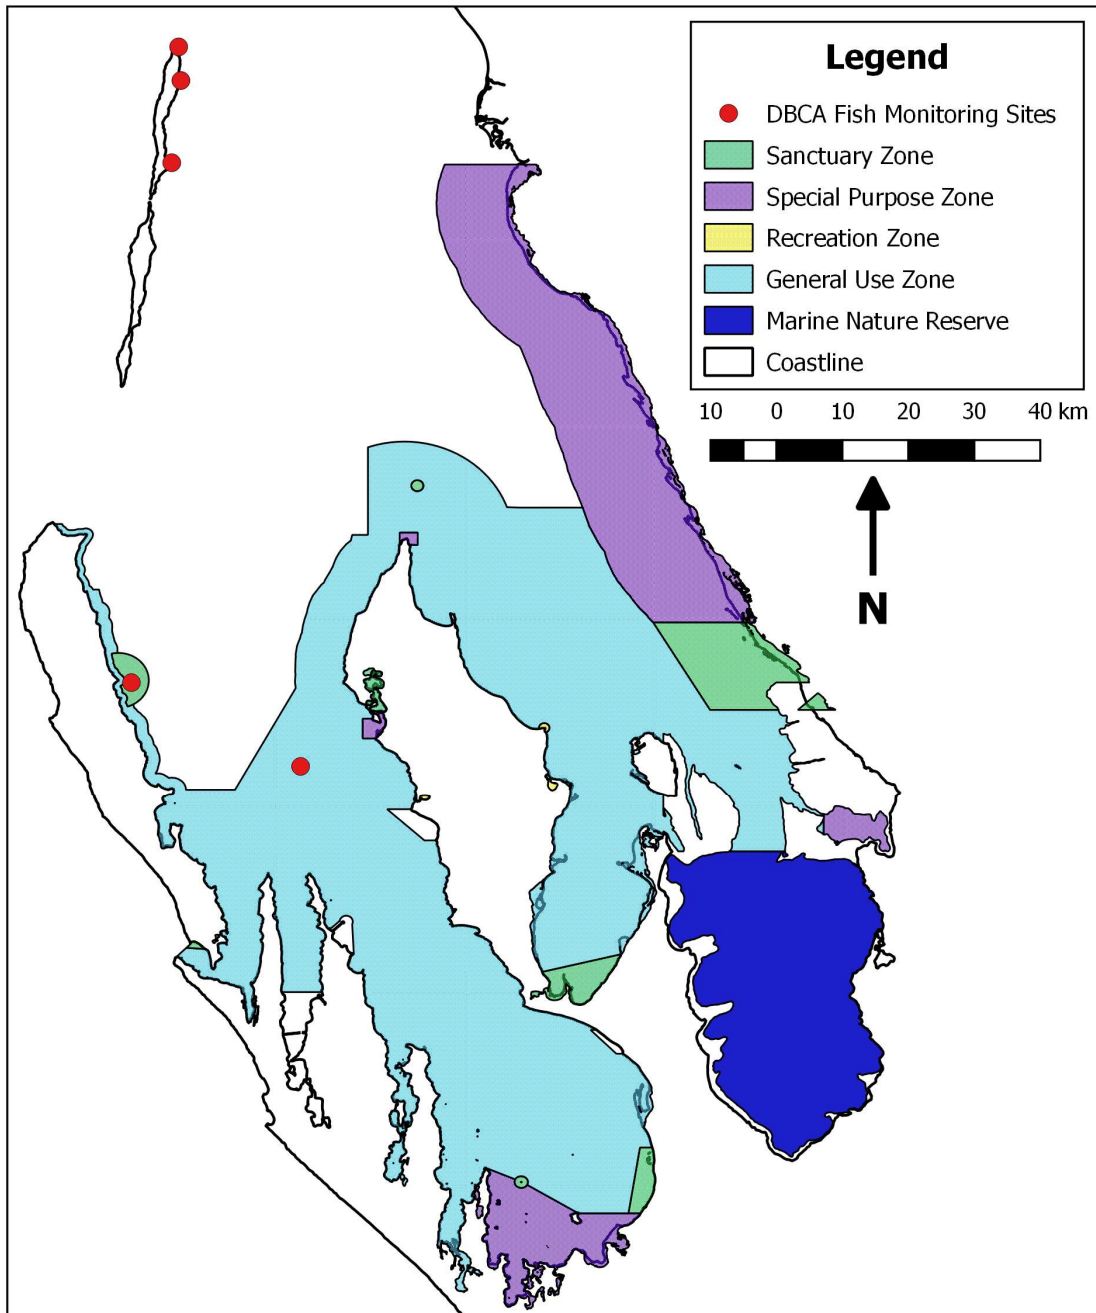 Legend
DBCA Fish Monitoring Sites
Sanctuary Zone
Special Purpose Zone
Recreation Zone
General Use Zone
Marine Nature Reserve
Coastline
10 0 10 20 30 40 km
N